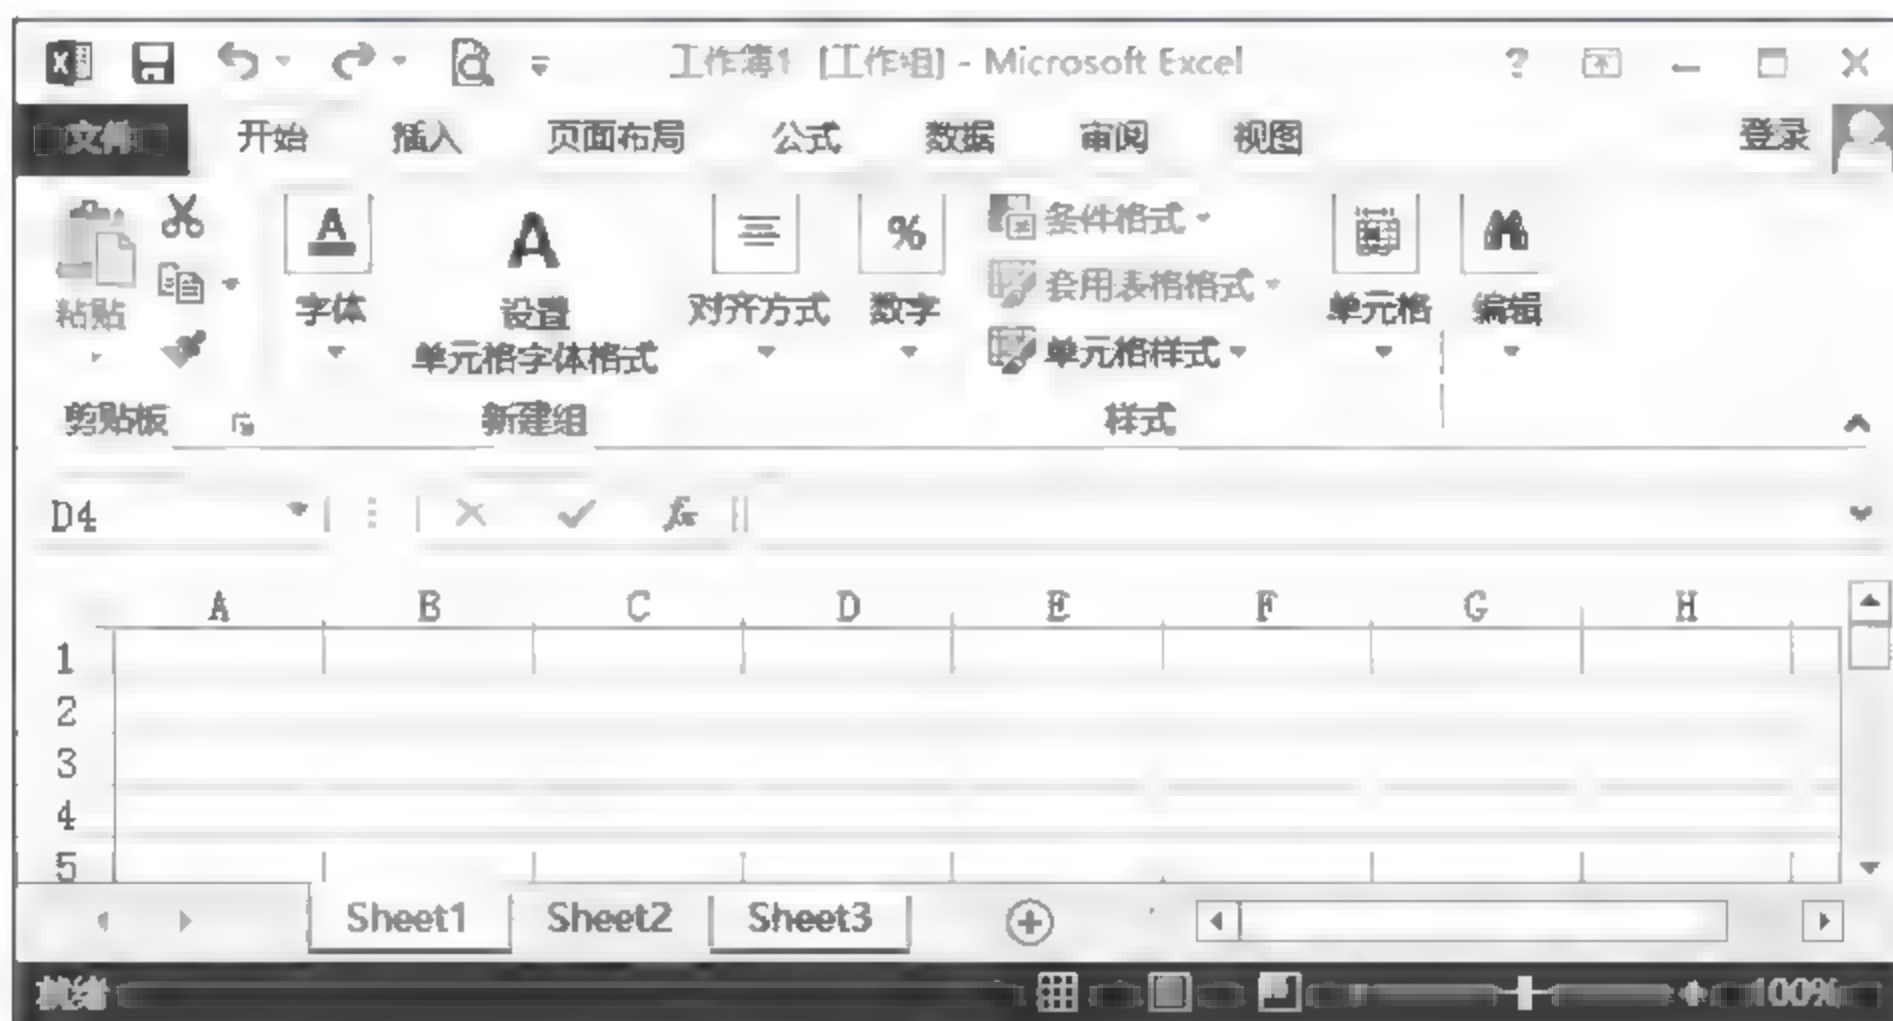 工作簿1 [工作组] - Microsoft Excel ?
文件 开始 插入 页面布局 公式 数据 审阅 视图 登录
粘贴 字体 设置 单元格字体格式 对齐方式 数字 条件格式 套用表格格式 单元格样式 单元格 编辑
剪贴板 新建组 样式
D4 fx
A B C D E F G H
1
2
3
4
5
Sheet1 Sheet2 Sheet3
就绪 100%